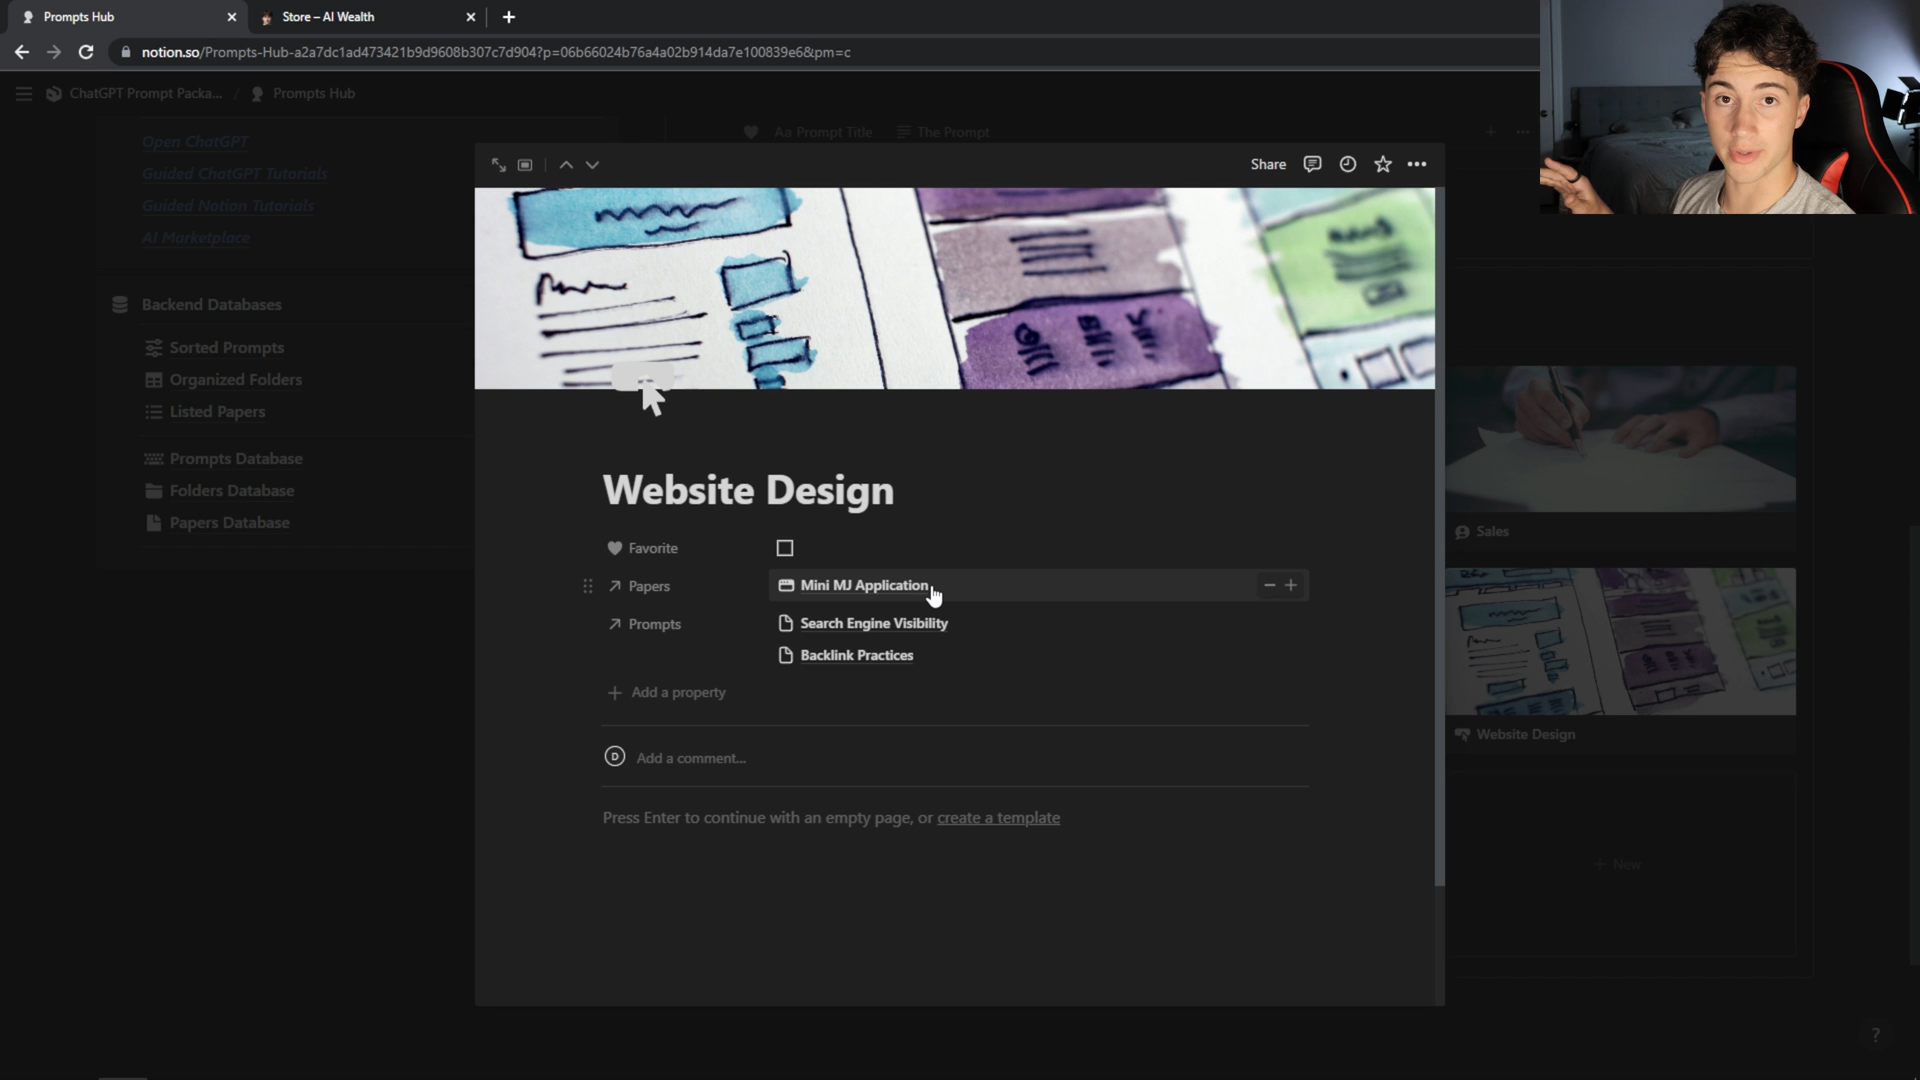 Prompts Hub
Store – AI Wealth
notion.so/Prompts-Hub-a2a7dc1ad473421b9d9608b307c7d904?p=06b66024b76a4a02b914da7e100839e6&pm=c
ChatGPT Prompt Packa... / Prompts Hub
Open ChatGPT
Guided ChatGPT Tutorials
Guided Notion Tutorials
AI Marketplace
Backend Databases
Sorted Prompts
Organized Folders
Listed Papers
Prompts Database
Folders Database
Papers Database
Aa Prompt Title The Prompt
Share
Website Design
Favorite
Papers Mini MJ Application
Prompts Search Engine Visibility
Backlink Practices
Add a property
D Add a comment...
Press Enter to continue with an empty page, or create a template
Sales
Website Design
+ New
?